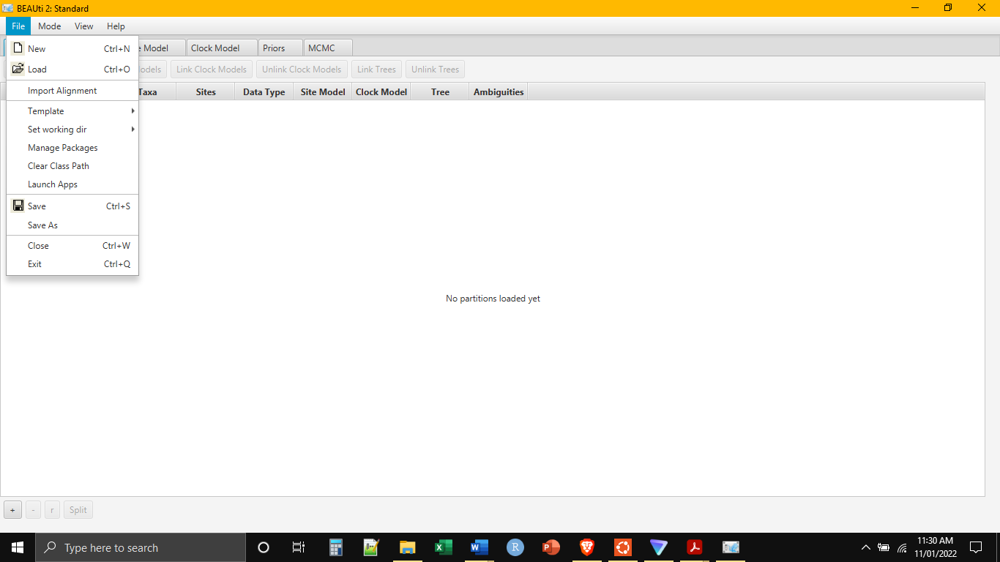 BEAUti 2: Standard
File Mode View Help
e Model Clock Model Priors MCMC
odels Link Clock Models Unlink Clock Models Link Trees Unlink Trees
Taxa Sites Data Type Site Model Clock Model Tree Ambiguities
New Ctrl+N
Load Ctrl+O
Import Alignment
Template
Set working dir
Manage Packages
Clear Class Path
Launch Apps
Save Ctrl+S
Save As
Close Ctrl+W
Exit Ctrl+Q
No partitions loaded yet
+ - r Split
Type here to search
11:30 AM
11/01/2022